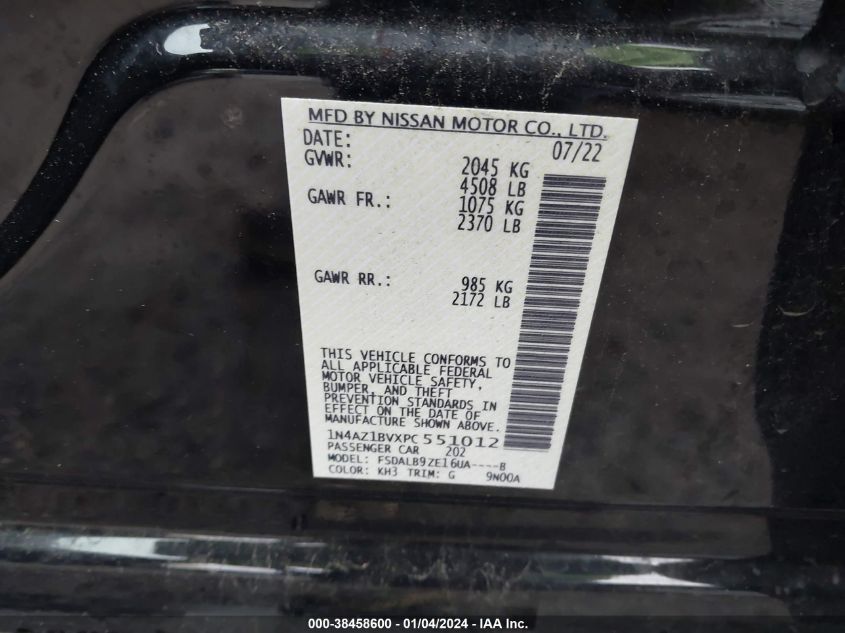 MFD BY NISSAN MOTOR CO., LTD.
DATE: 07/22
GVWR: 2045 KG
4508 LB
GAWR FR.: 1075 KG
2370 LB
GAWR RR.: 985 KG
2172 LB
THIS VEHICLE CONFORMS TO
ALL APPLICABLE FEDERAL
MOTOR VEHICLE SAFETY,
BUMPER, AND THEFT
PREVENTION STANDARDS IN
EFFECT ON THE DATE OF
MANUFACTURE SHOWN ABOVE.
1N4AZ1BVXPC551012
PASSENGER CAR 202
MODEL: FSDALB9ZE16UA----B
COLOR: KH3 TRIM: G 9N00A
000-38458600 - 01/04/2024 - IAA Inc.